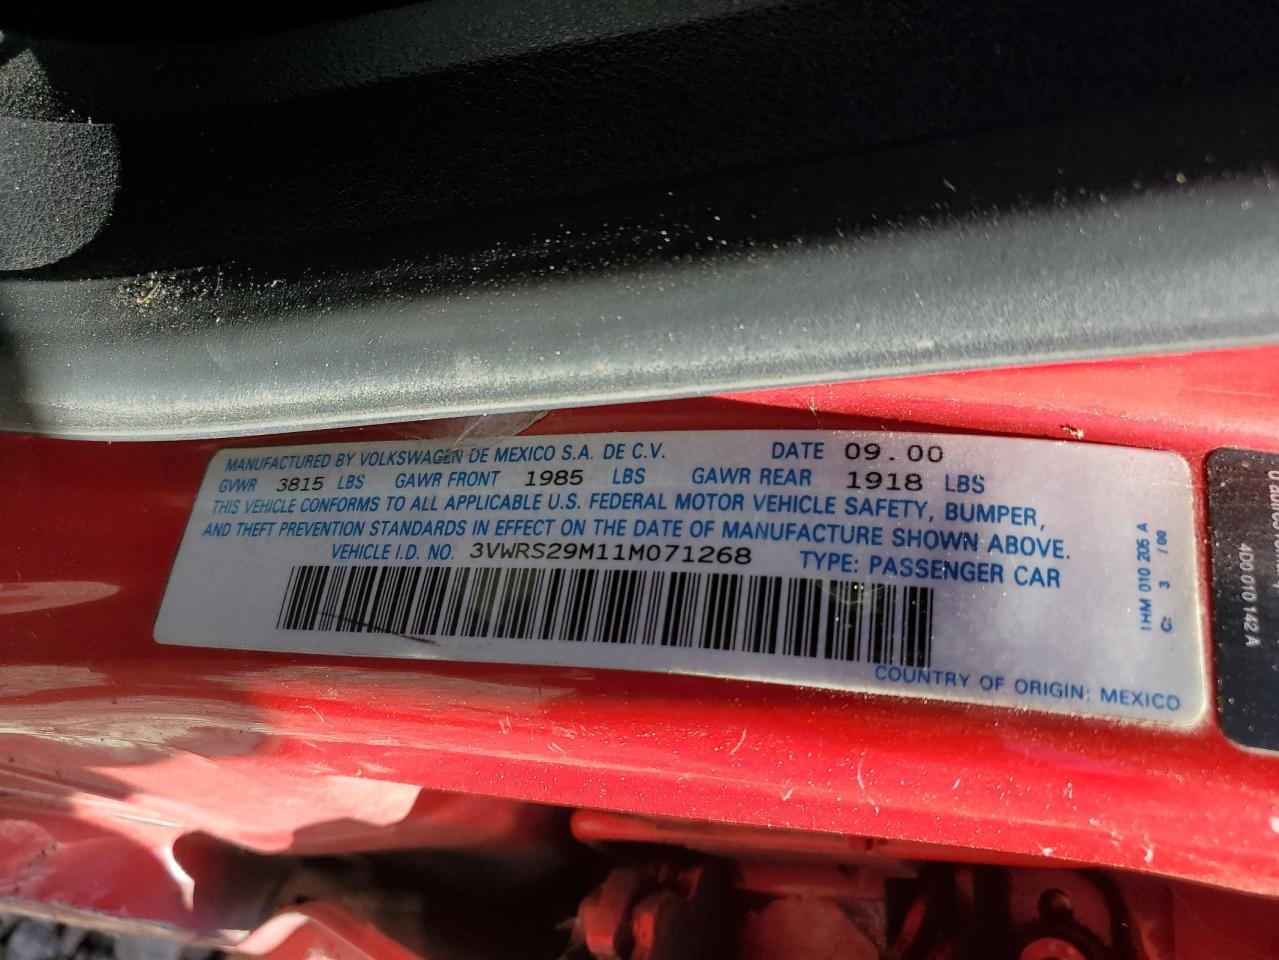 MANUFACTURED BY VOLKSWAGEN DE MEXICO S.A. DE C.V. DATE 09.00
GVWR 3815 LBS GAWR FRONT 1985 LBS GAWR REAR 1918 LBS
THIS VEHICLE CONFORMS TO ALL APPLICABLE U.S. FEDERAL MOTOR VEHICLE SAFETY, BUMPER,
AND THEFT PREVENTION STANDARDS IN EFFECT ON THE DATE OF MANUFACTURE SHOWN ABOVE.
VEHICLE I.D. NO. 3VWRS29M11M071268 TYPE: PASSENGER CAR
COUNTRY OF ORIGIN: MEXICO
1HM 010 205 A
C: 3 /00
4D0 010 142 A